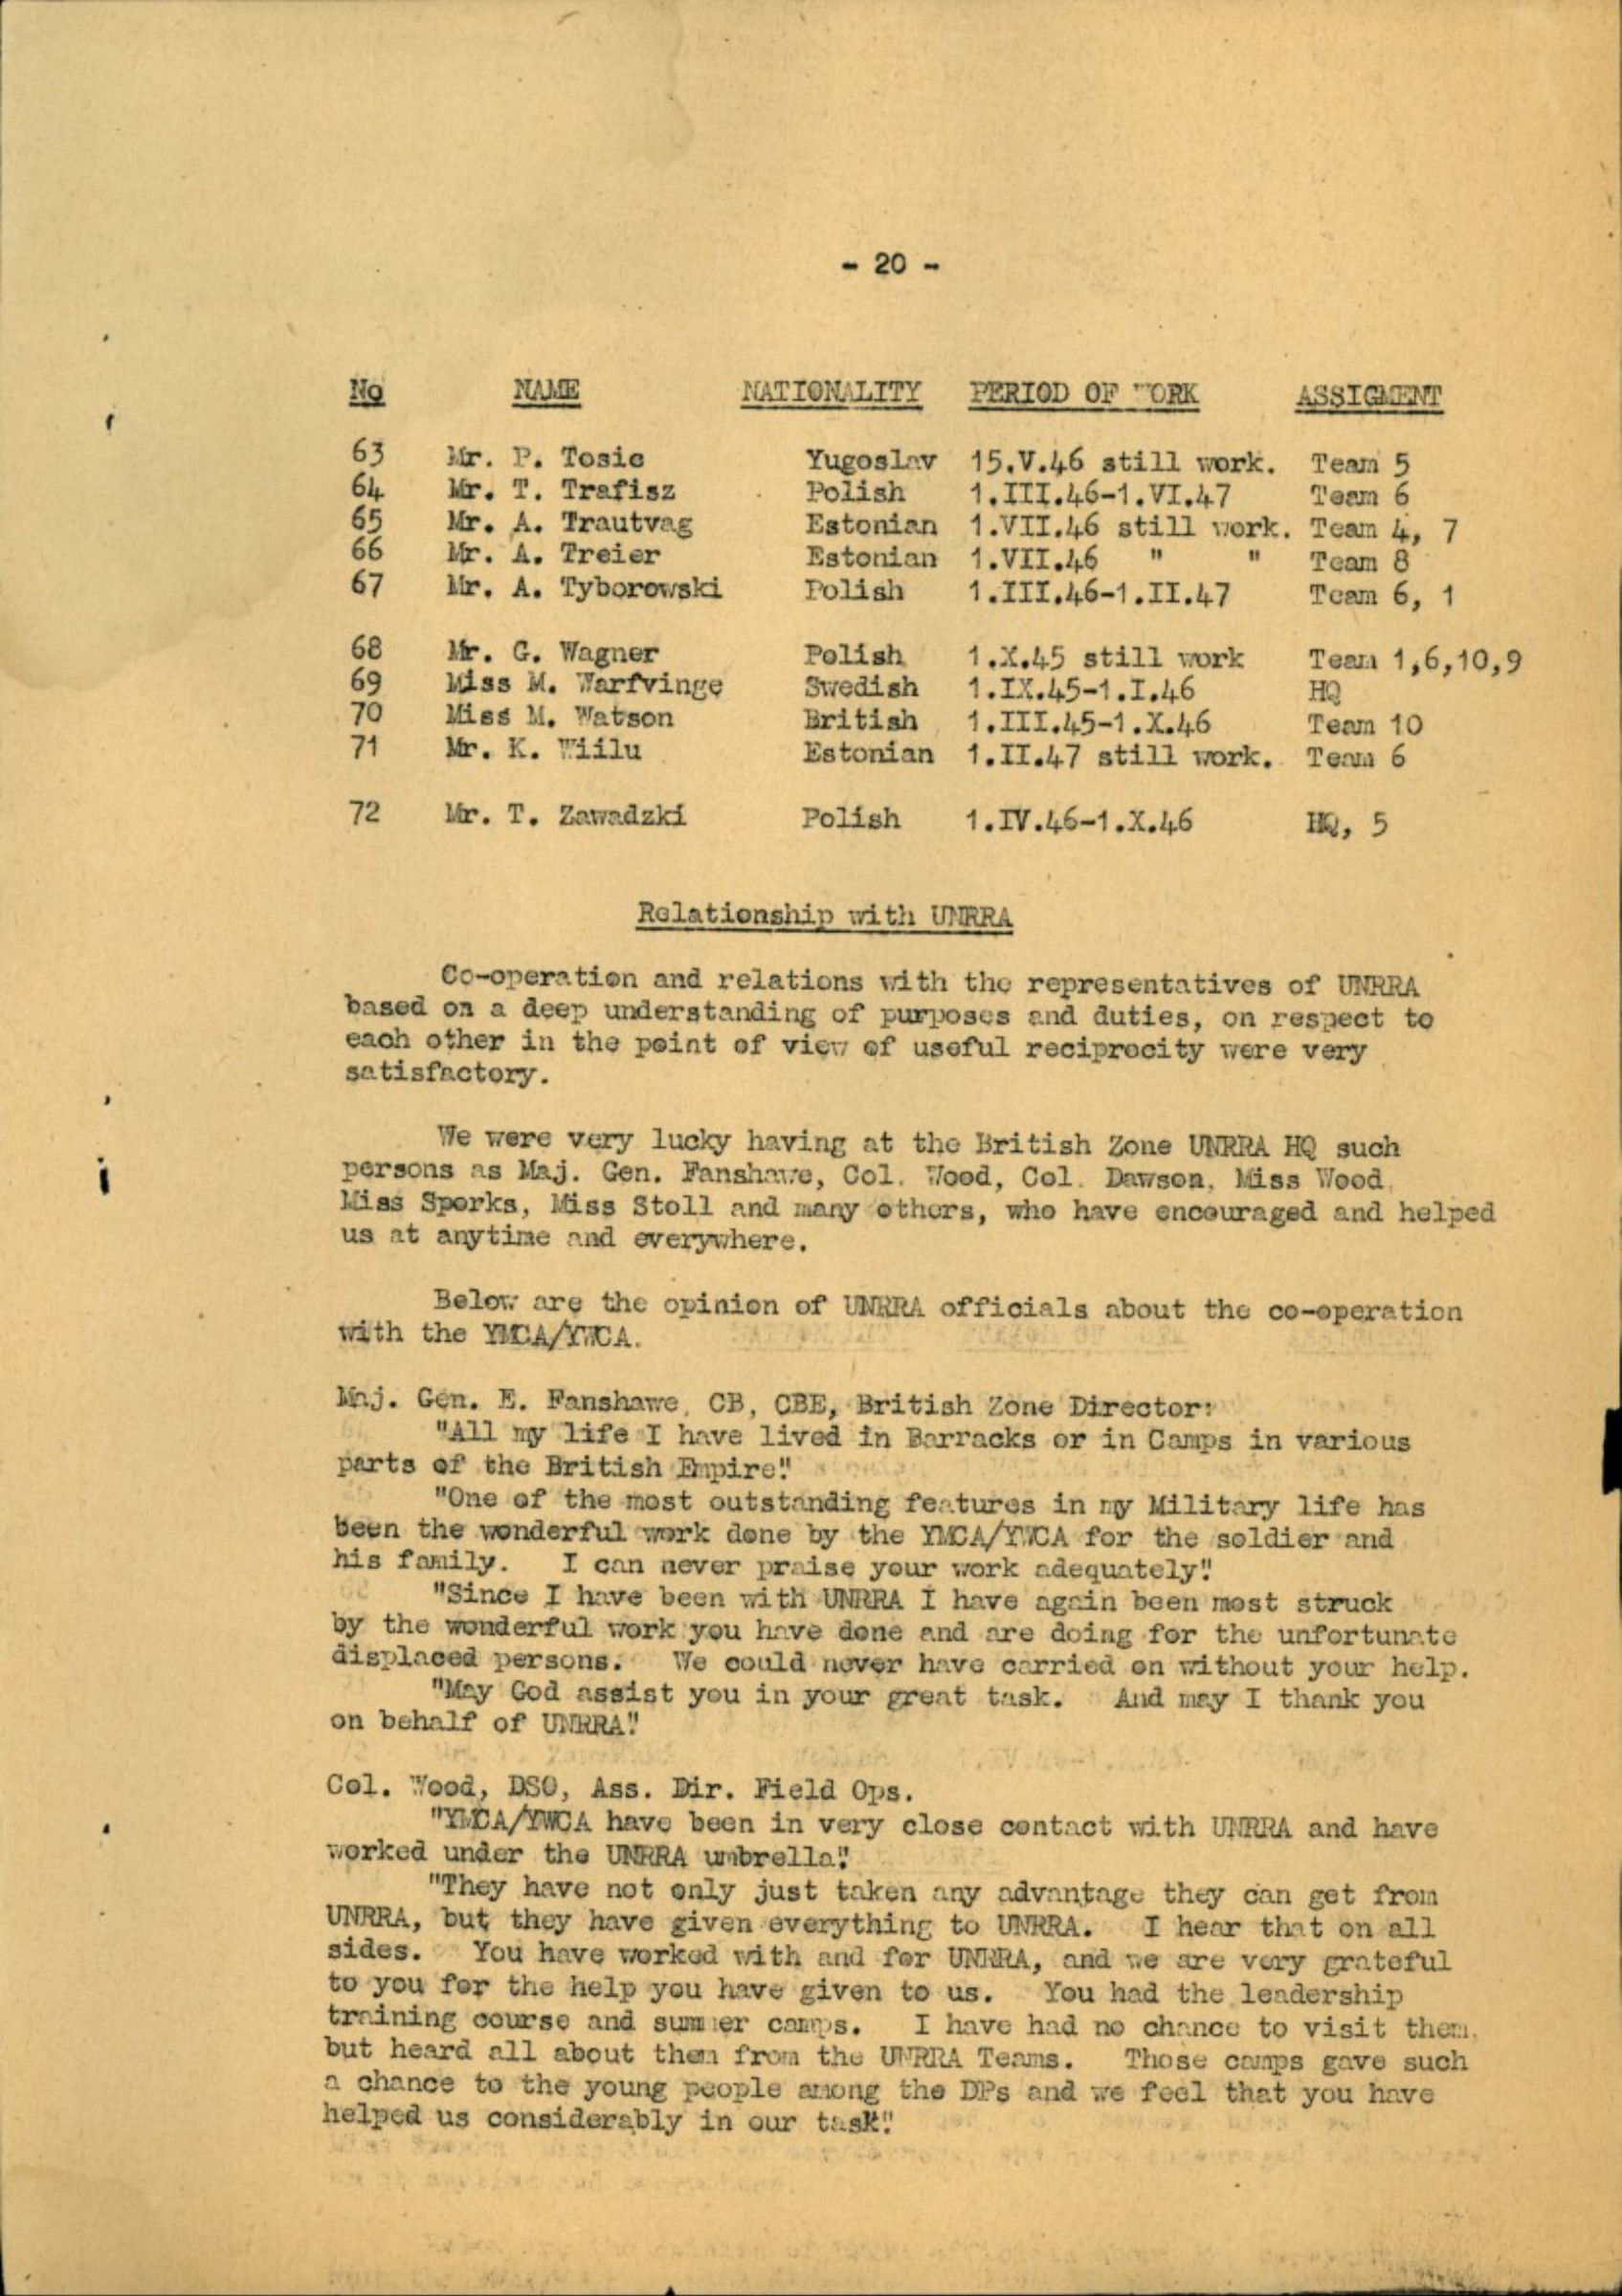 - 20 -
No NAME NATIONALITY PERIOD OF WORK ASSIGMENT
63 Mr. P. Tosic Yugoslav 15.V.46 still work. Team 5
64 Mr. T. Trafisz Polish 1.III.46-1.VI.47 Team 6
65 Mr. A. Trautvag Estonian 1.VII.46 still work. Team 4, 7
66 Mr. A. Treier Estonian 1.VII.46 " " Team 8
67 Mr. A. Tyborowski Polish 1.III.46-1.II.47 Team 6, 1
68 Mr. G. Wagner Polish 1.X.45 still work Team 1,6,10,9
69 Miss M. Warfvinge Swedish 1.IX.45-1.I.46 HQ
70 Miss M. Watson British 1.III.45-1.X.46 Team 10
71 Mr. K. Wiilu Estonian 1.II.47 still work. Team 6
72 Mr. T. Zawadzki Polish 1.IV.46-1.X.46 HQ, 5
Relationship with UNRRA
Co-operation and relations with the representatives of UNRRA
based on a deep understanding of purposes and duties, on respect to
each other in the point of view of useful reciprocity were very
satisfactory.
We were very lucky having at the British Zone UNRRA HQ such
persons as Maj. Gen. Fanshawe, Col. Wood, Col. Dawson, Miss Wood,
Miss Sporks, Miss Stoll and many others, who have encouraged and helped
us at anytime and everywhere.
Below are the opinion of UNRRA officials about the co-operation
with the YMCA/YWCA.
Maj. Gen. E. Fanshawe, CB, CBE, British Zone Director:
"All my life I have lived in Barracks or in Camps in various
parts of the British Empire."
"One of the most outstanding features in my Military life has
been the wonderful work done by the YMCA/YWCA for the soldier and
his family. I can never praise your work adequately."
"Since I have been with UNRRA I have again been most struck
by the wonderful work you have done and are doing for the unfortunate
displaced persons. We could never have carried on without your help.
"May God assist you in your great task. And may I thank you
on behalf of UNRRA."
Col. Wood, DSO, Ass. Dir. Field Ops.
"YMCA/YWCA have been in very close contact with UNRRA and have
worked under the UNRRA umbrella."
"They have not only just taken any advantage they can get from
UNRRA, but they have given everything to UNRRA. I hear that on all
sides. You have worked with and for UNRRA, and we are very grateful
to you for the help you have given to us. You had the leadership
training course and summer camps. I have had no chance to visit them,
but heard all about them from the UNRRA Teams. Those camps gave such
a chance to the young people among the DPs and we feel that you have
helped us considerably in our task."